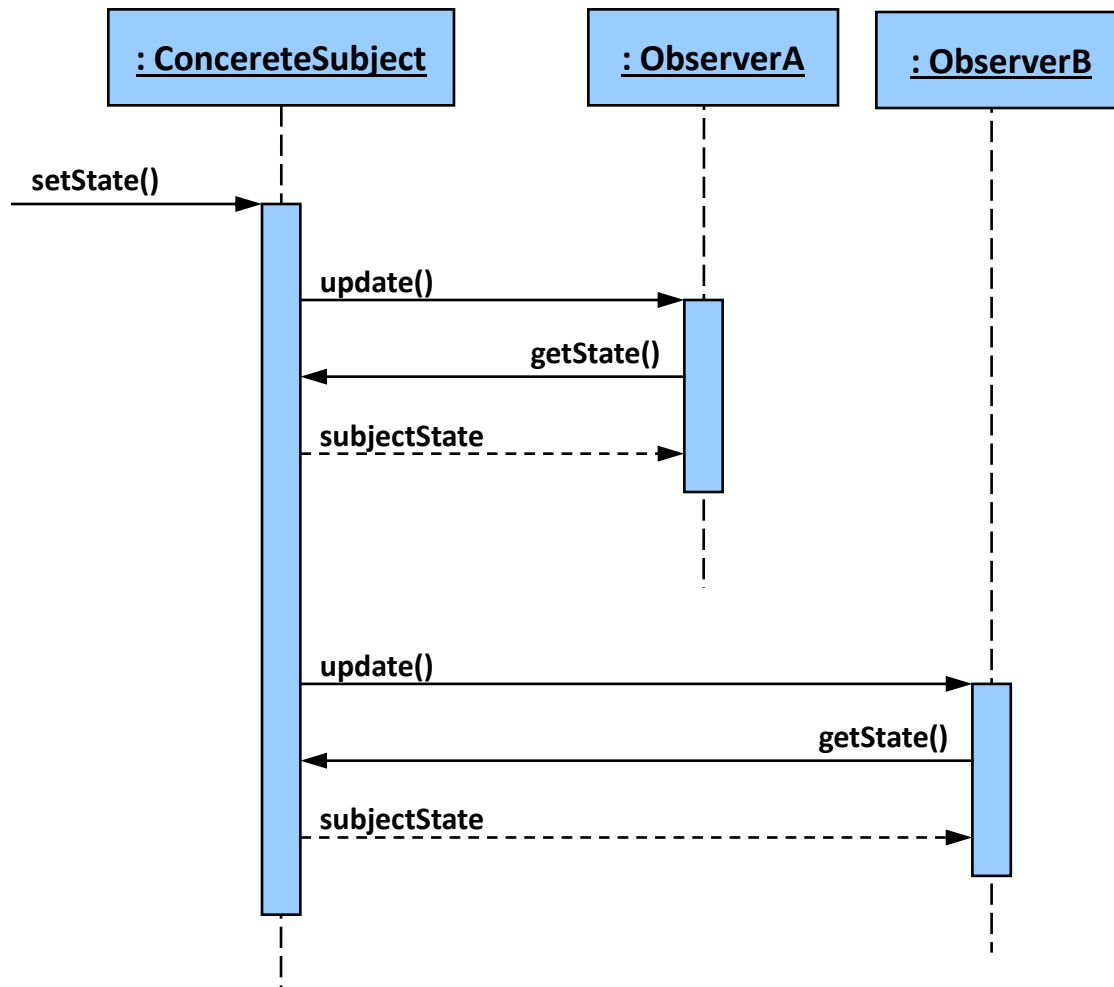 : ConcereteSubject
: ObserverA
: ObserverB
setState()
update()
getState()
subjectState
update()
getState()
subjectState